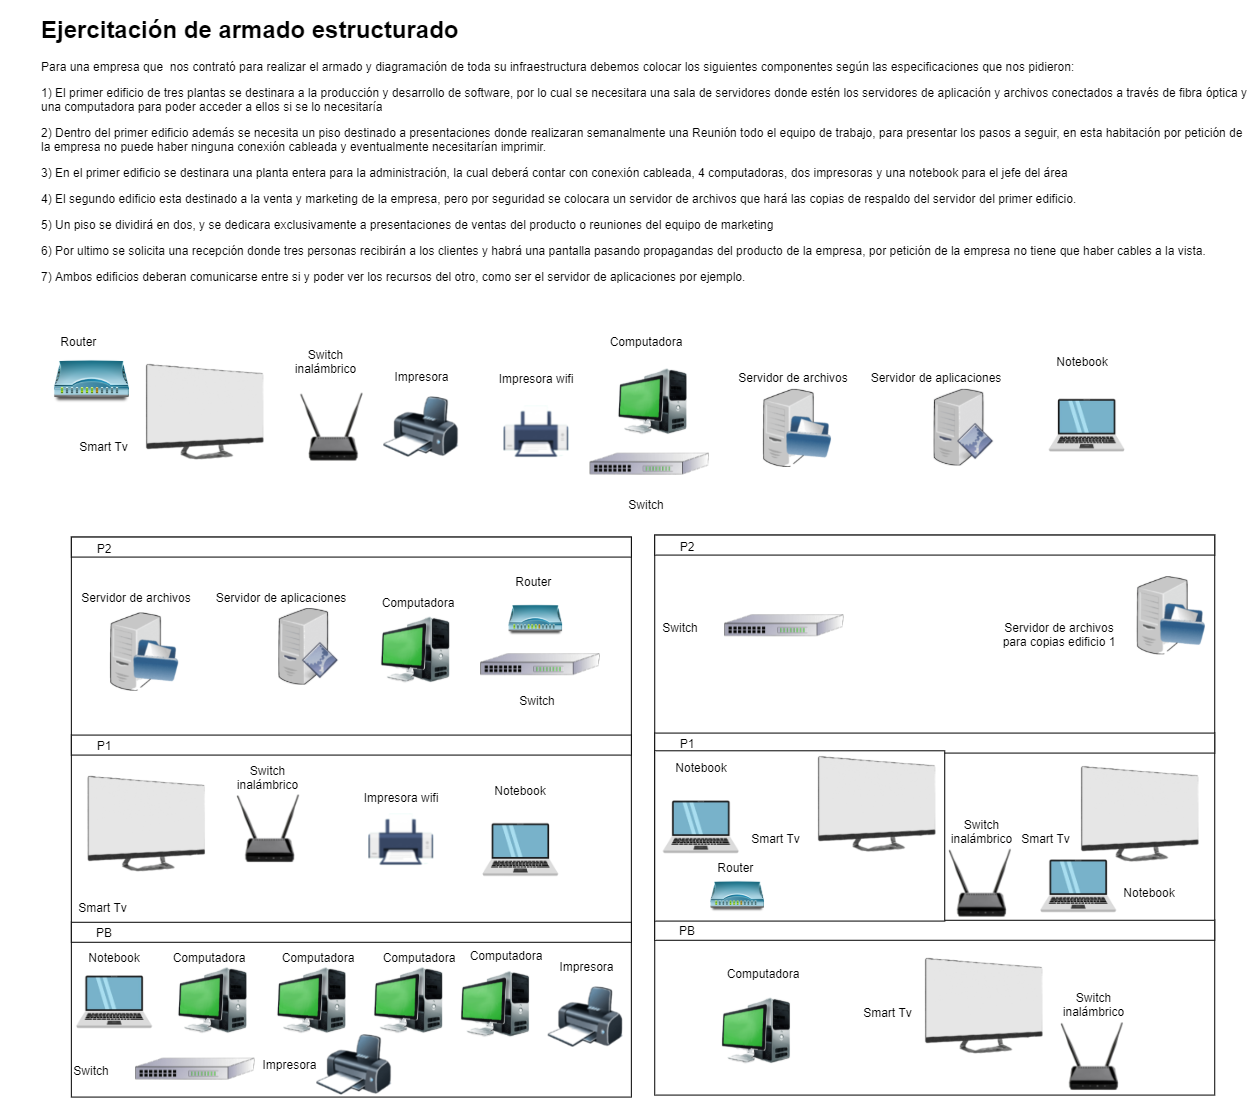 Ejercitación de armado estructurado
Para una empresa que  nos contrató para realizar el armado y diagramación de toda su infraestructura debemos colocar los siguientes componentes según las especificaciones que nos pidieron:
1) El primer edificio de tres plantas se destinara a la producción y desarrollo de software, por lo cual se necesitara una sala de servidores donde estén los servidores de aplicación y archivos conectados a través de fibra óptica y
una computadora para poder acceder a ellos si se lo necesitaría
2) Dentro del primer edificio además se necesita un piso destinado a presentaciones donde realizaran semanalmente una Reunión todo el equipo de trabajo, para presentar los pasos a seguir, en esta habitación por petición de
la empresa no puede haber ninguna conexión cableada y eventualmente necesitarían imprimir.
3) En el primer edificio se destinara una planta entera para la administración, la cual deberá contar con conexión cableada, 4 computadoras, dos impresoras y una notebook para el jefe del área
4) El segundo edificio esta destinado a la venta y marketing de la empresa, pero por seguridad se colocara un servidor de archivos que hará las copias de respaldo del servidor del primer edificio.
5) Un piso se dividirá en dos, y se dedicara exclusivamente a presentaciones de ventas del producto o reuniones del equipo de marketing
6) Por ultimo se solicita una recepción donde tres personas recibirán a los clientes y habrá una pantalla pasando propagandas del producto de la empresa, por petición de la empresa no tiene que haber cables a la vista.
7) Ambos edificios deberan comunicarse entre si y poder ver los recursos del otro, como ser el servidor de aplicaciones por ejemplo.
Router
Smart Tv
Switch
inalámbrico
Impresora
Impresora wifi
Computadora
Switch
Servidor de archivos
Servidor de aplicaciones
Notebook
P2
Servidor de archivos
Servidor de aplicaciones
Computadora
Router
Switch
P1
Switch
inalámbrico
Impresora wifi
Notebook
Smart Tv
PB
Notebook
Computadora
Computadora
Computadora
Computadora
Impresora
Switch
Impresora
P2
Switch
Servidor de archivos
para copias edificio 1
P1
Notebook
Smart Tv
Router
Switch
inalámbrico
Smart Tv
Notebook
PB
Computadora
Smart Tv
Switch
inalámbrico